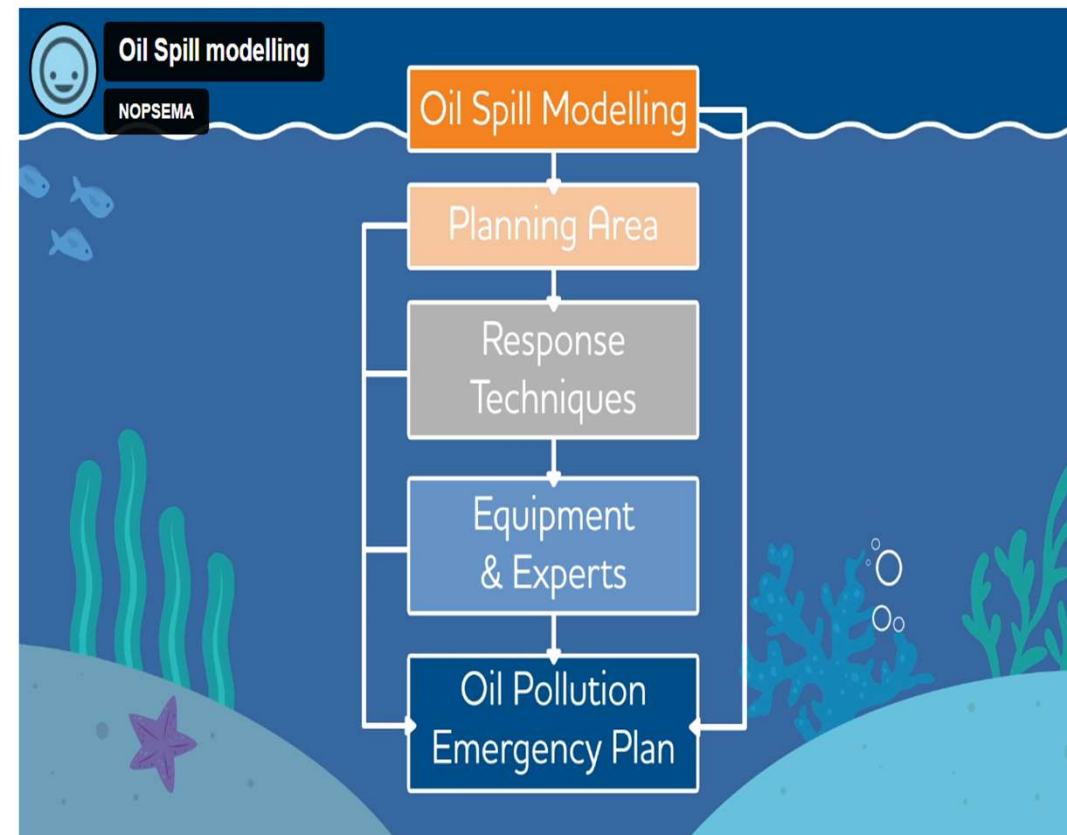 Oil Spill modelling
NOPSEMA
Oil Spill Modelling
Planning Area
Response
Techniques
Equipment
& Experts
Oil Pollution
Emergency Plan